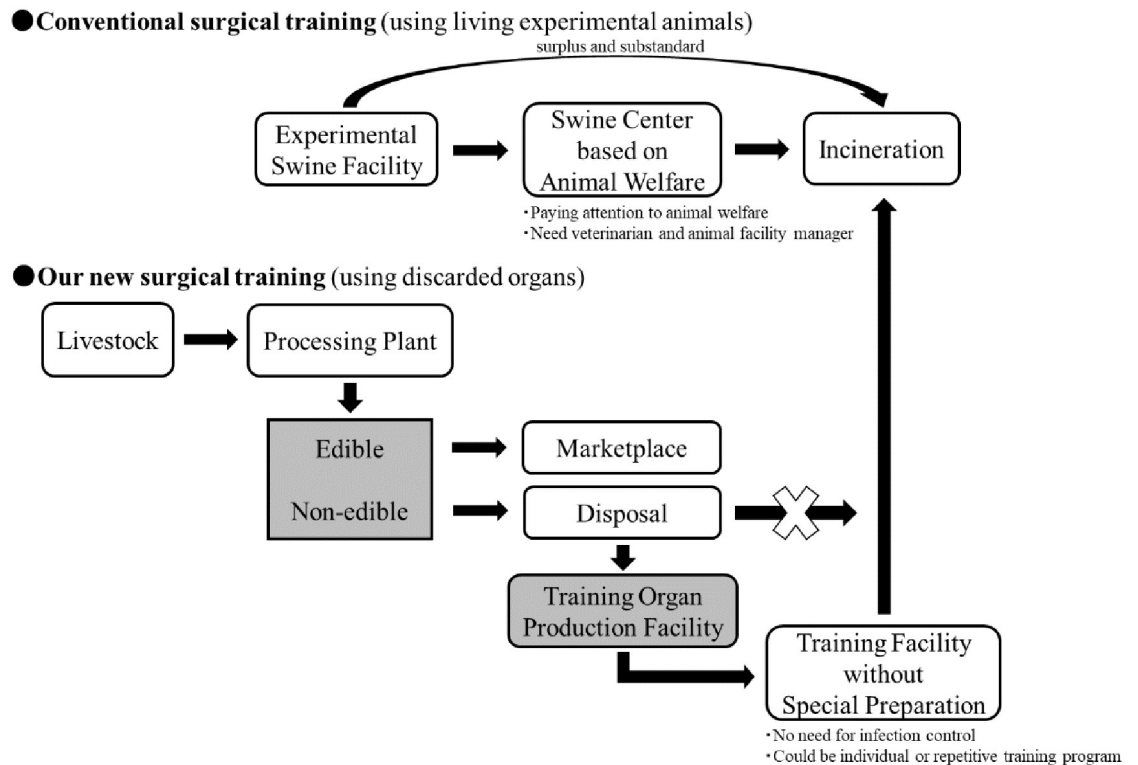 ●Conventional surgical training (using living experimental animals)
surplus and substandard
Experimental
Swine Facility
Swine Center
based on
Animal Welfare
Incineration
・Paying attention to animal welfare
・Need veterinarian and animal facility manager
●Our new surgical training (using discarded organs)
Livestock
Processing Plant
Edible
Marketplace
Non-edible
Disposal
Training Organ
Production Facility
Training Facility
without
Special Preparation
・No need for infection control
・Could be individual or repetitive training program